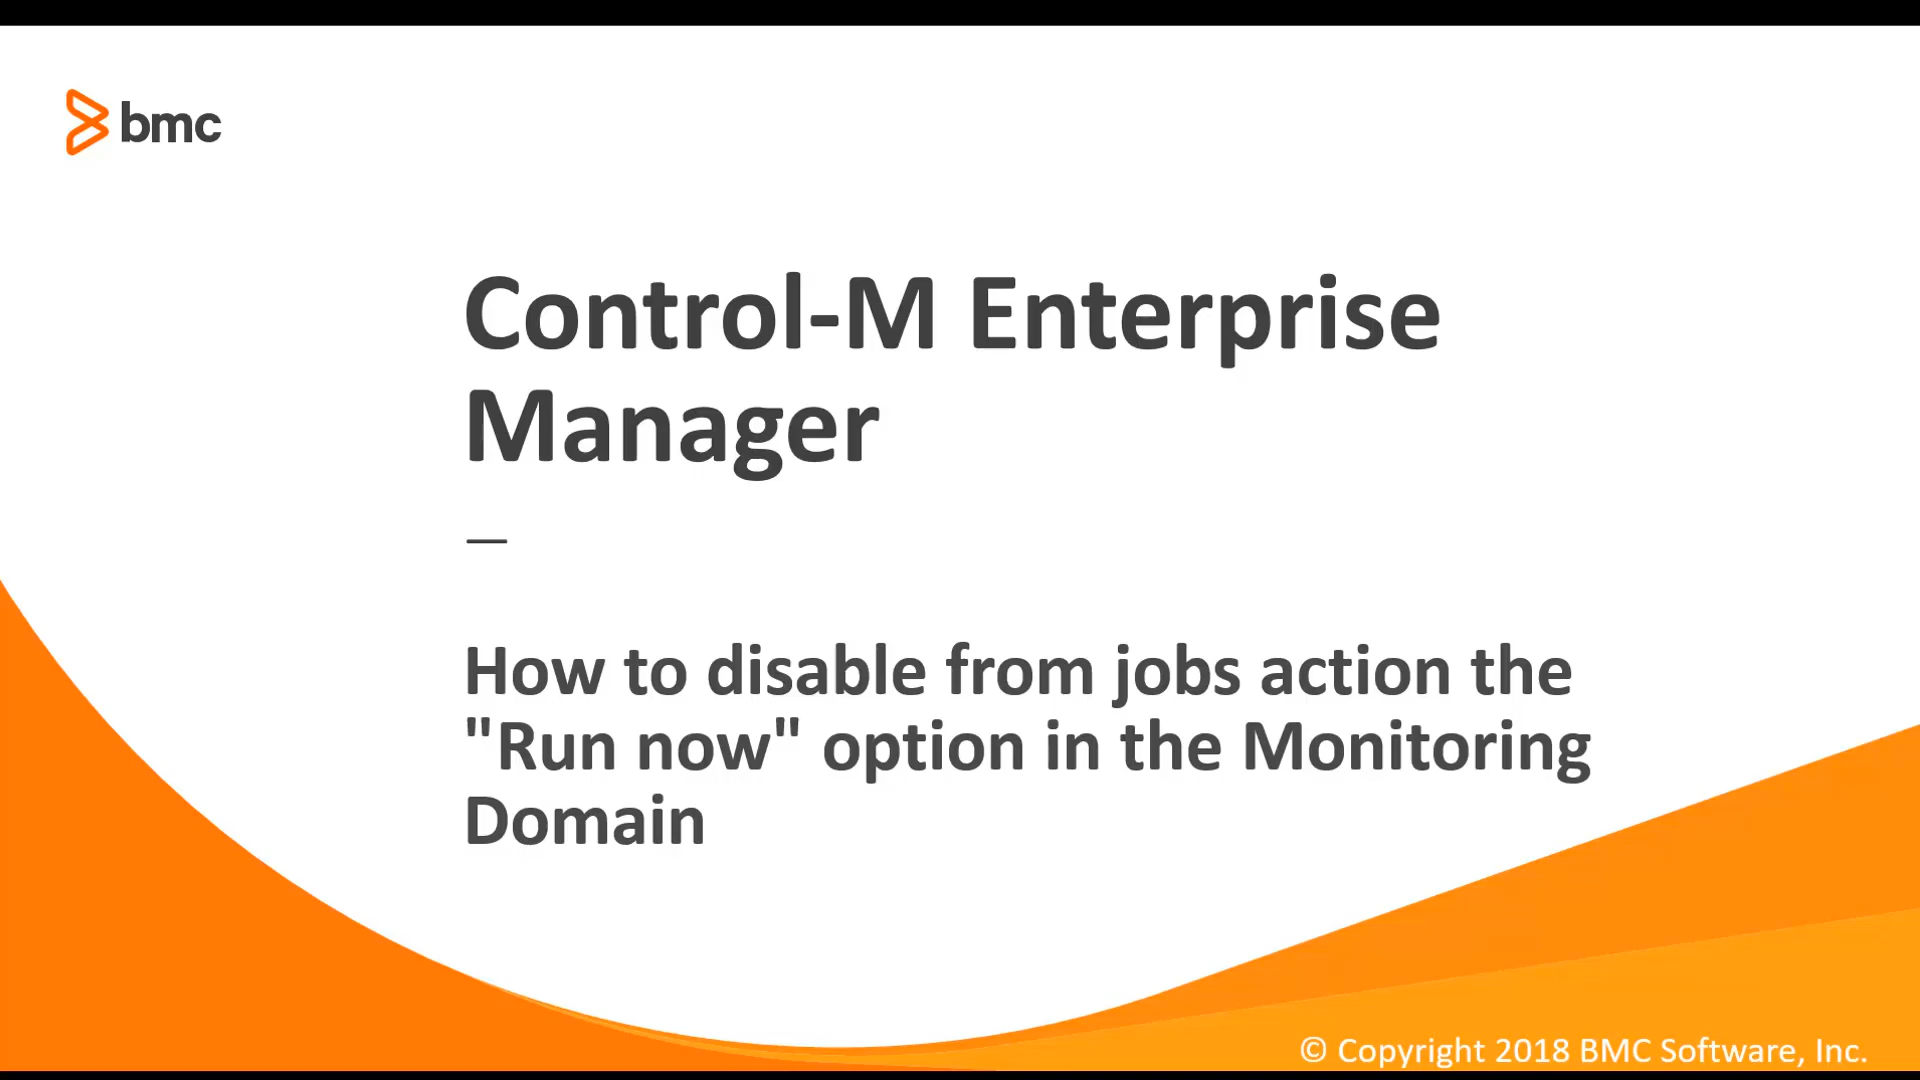 bmc
Control-M Enterprise
Manager
How to disable from jobs action the
"Run now" option in the Monitoring
Domain
© Copyright 2018 BMC Software, Inc.